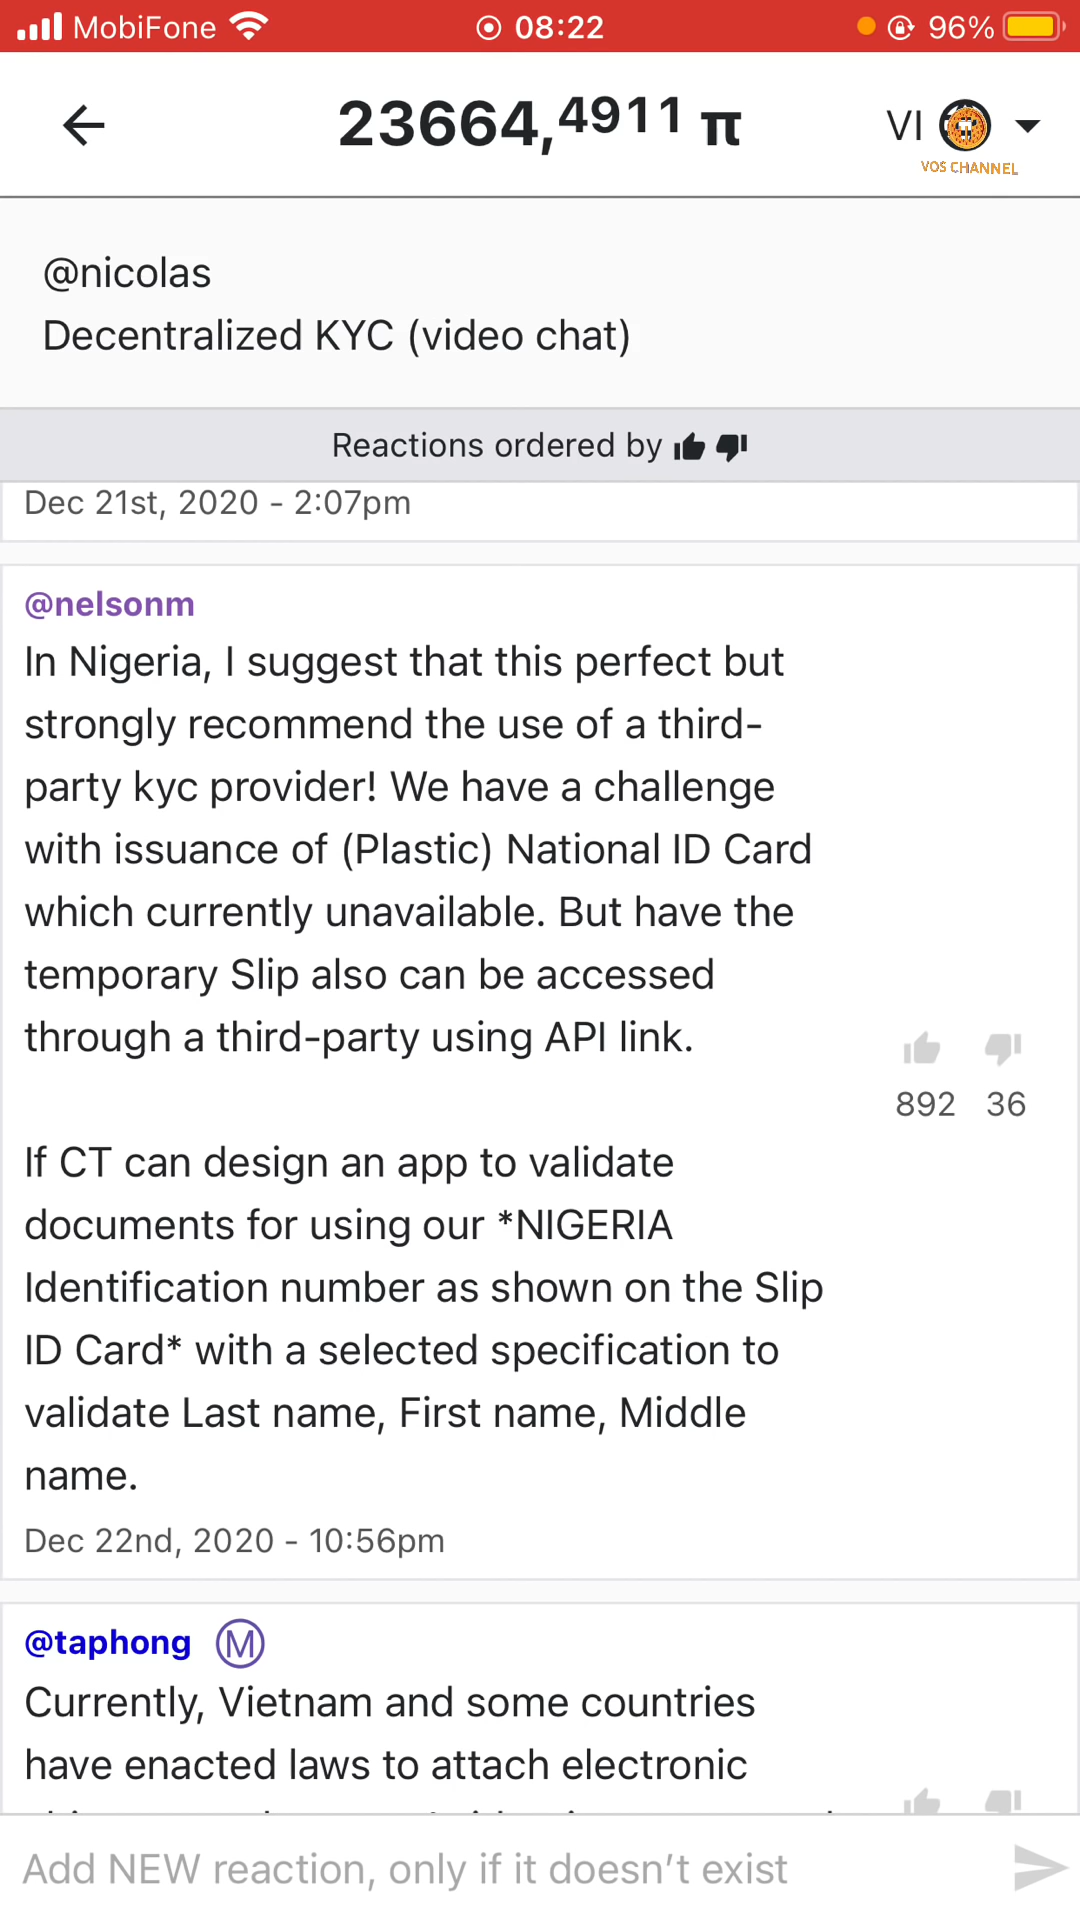 MobiFone 08:22 96%
23664,4911 π VI
VOS CHANNEL
@nicolas
Decentralized KYC (video chat)
Reactions ordered by
Dec 21st, 2020 - 2:07pm
@nelsonm
In Nigeria, I suggest that this perfect but
strongly recommend the use of a third-
party kyc provider! We have a challenge
with issuance of (Plastic) National ID Card
which currently unavailable. But have the
temporary Slip also can be accessed
through a third-party using API link.
892 36
If CT can design an app to validate
documents for using our *NIGERIA
Identification number as shown on the Slip
ID Card* with a selected specification to
validate Last name, First name, Middle
name.
Dec 22nd, 2020 - 10:56pm
@taphong M
Currently, Vietnam and some countries
have enacted laws to attach electronic
Add NEW reaction, only if it doesn't exist